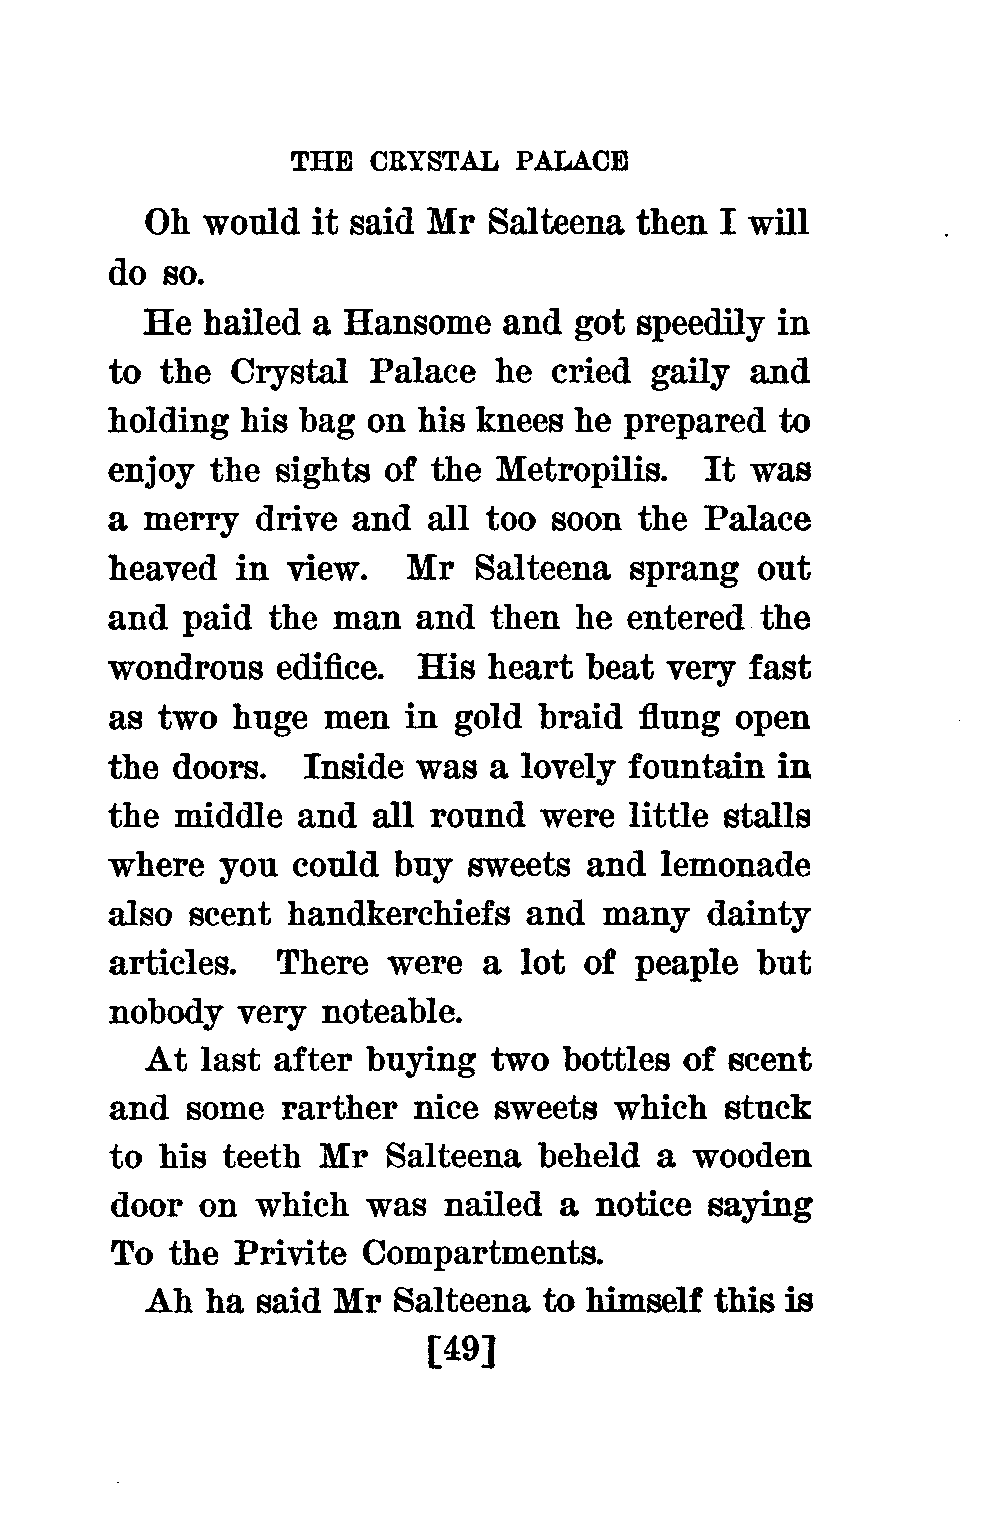 THE CRYSTAL PALACE
Oh would it said Mr Salteena then I will
do so.
He hailed a Hansome and got speedily in
to the Crystal Palace he cried gaily and
holding his bag on his knees he prepared to
enjoy the sights of the Metropilis. It was
a merry drive and all too soon the Palace
heaved in view. Mr Salteena sprang out
and paid the man and then he entered the
wondrous edifice. His heart beat very fast
as two huge men in gold braid flung open
the doors. Inside was a lovely fountain in
the middle and all round were little stalls
where you could buy sweets and lemonade
also scent handkerchiefs and many dainty
articles. There were a lot of peaple but
nobody very noteable.
At last after buying two bottles of scent
and some rarther nice sweets which stuck
to his teeth Mr Salteena beheld a wooden
door on which was nailed a notice saying
To the Privite Compartments.
Ah ha said Mr Salteena to himself this is
[49]